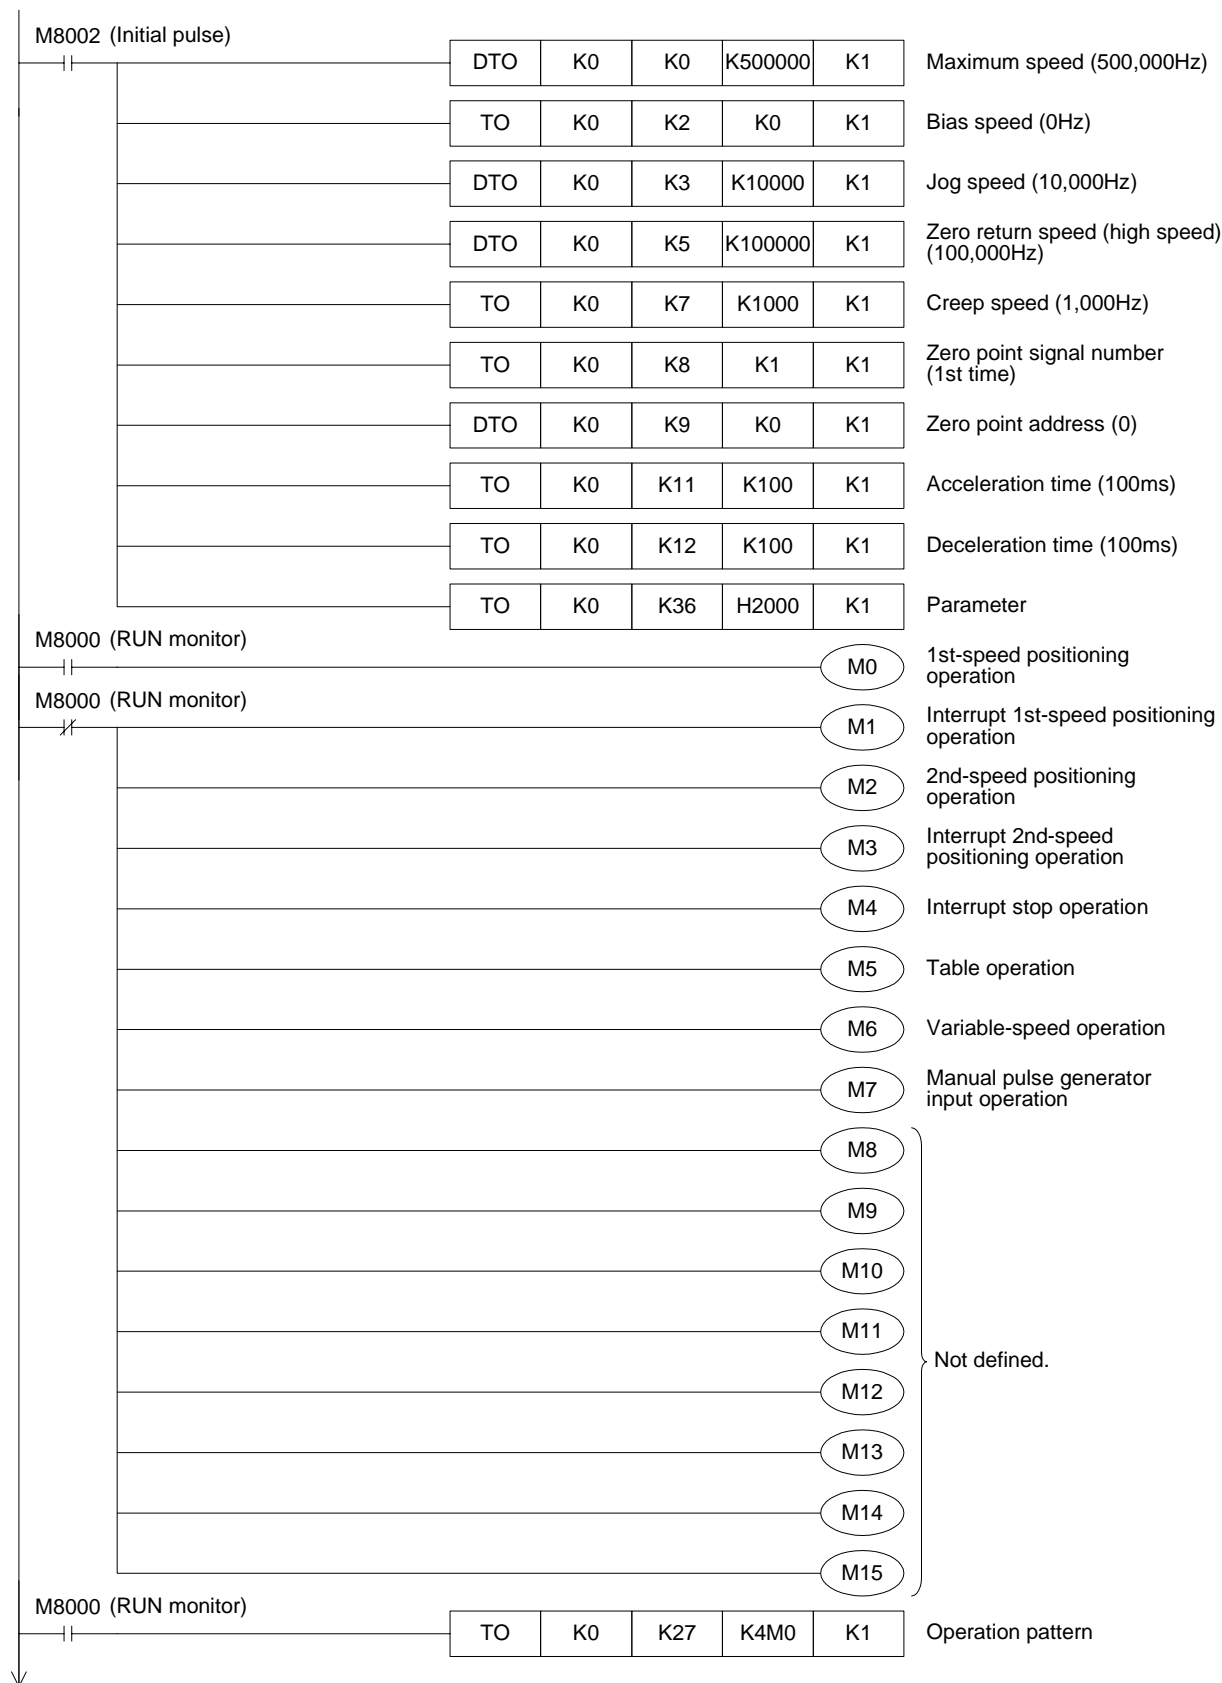 M8002 (Initial pulse)
DTO K0 K0 K500000 K1 Maximum speed (500,000Hz)
TO K0 K2 K0 K1 Bias speed (0Hz)
DTO K0 K3 K10000 K1 Jog speed (10,000Hz)
DTO K0 K5 K100000 K1 Zero return speed (high speed)
(100,000Hz)
TO K0 K7 K1000 K1 Creep speed (1,000Hz)
TO K0 K8 K1 K1 Zero point signal number
(1st time)
DTO K0 K9 K0 K1 Zero point address (0)
TO K0 K11 K100 K1 Acceleration time (100ms)
TO K0 K12 K100 K1 Deceleration time (100ms)
TO K0 K36 H2000 K1 Parameter
M8000 (RUN monitor)
M0 1st-speed positioning
operation
M8000 (RUN monitor)
M1 Interrupt 1st-speed positioning
operation
M2 2nd-speed positioning
operation
M3 Interrupt 2nd-speed
positioning operation
M4 Interrupt stop operation
M5 Table operation
M6 Variable-speed operation
M7 Manual pulse generator
input operation
M8
M9
M10
M11
Not defined.
M12
M13
M14
M15
M8000 (RUN monitor)
TO K0 K27 K4M0 K1 Operation pattern